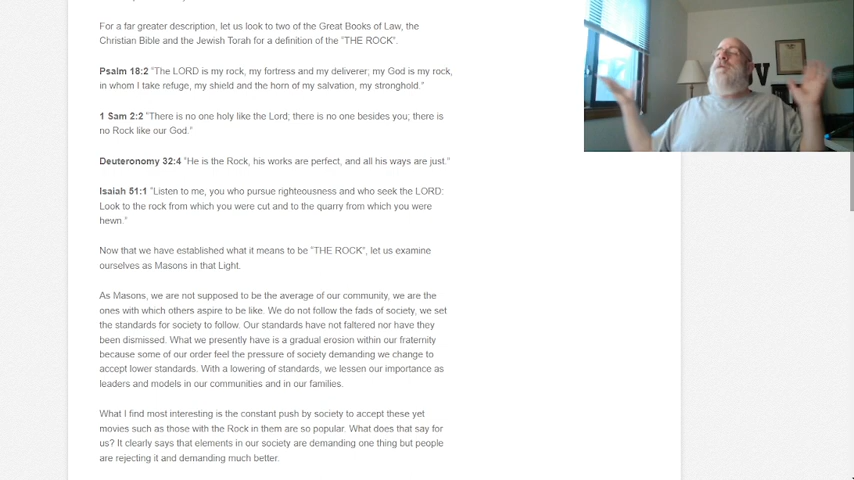 For a far greater description, let us look to two of the Great Books of Law, the
Christian Bible and the Jewish Torah for a definition of the "THE ROCK".
Psalm 18:2 "The LORD is my rock, my fortress and my deliverer; my God is my rock,
in whom I take refuge, my shield and the horn of my salvation, my stronghold."
1 Sam 2:2 "There is no one holy like the Lord; there is no one besides you; there is
no Rock like our God."
Deuteronomy 32:4 "He is the Rock, his works are perfect, and all his ways are just."
Isaiah 51:1 "Listen to me, you who pursue righteousness and who seek the LORD:
Look to the rock from which you were cut and to the quarry from which you were
hewn."
Now that we have established what it means to be "THE ROCK", let us examine
ourselves as Masons in that Light.
As Masons, we are not supposed to be the average of our community, we are the
ones with which others aspire to be like. We do not follow the fads of society, we set
the standards for society to follow. Our standards have not faltered nor have they
been dismissed. What we presently have is a gradual erosion within our fraternity
because some of our order feel the pressure of society demanding we change to
accept lower standards. With a lowering of standards, we lessen our importance as
leaders and models in our communities and in our families.
What I find most interesting is the constant push by society to accept these yet
movies such as those with the Rock in them are so popular. What does that say for
us? It clearly says that elements in our society are demanding one thing but people
are rejecting it and demanding much better.